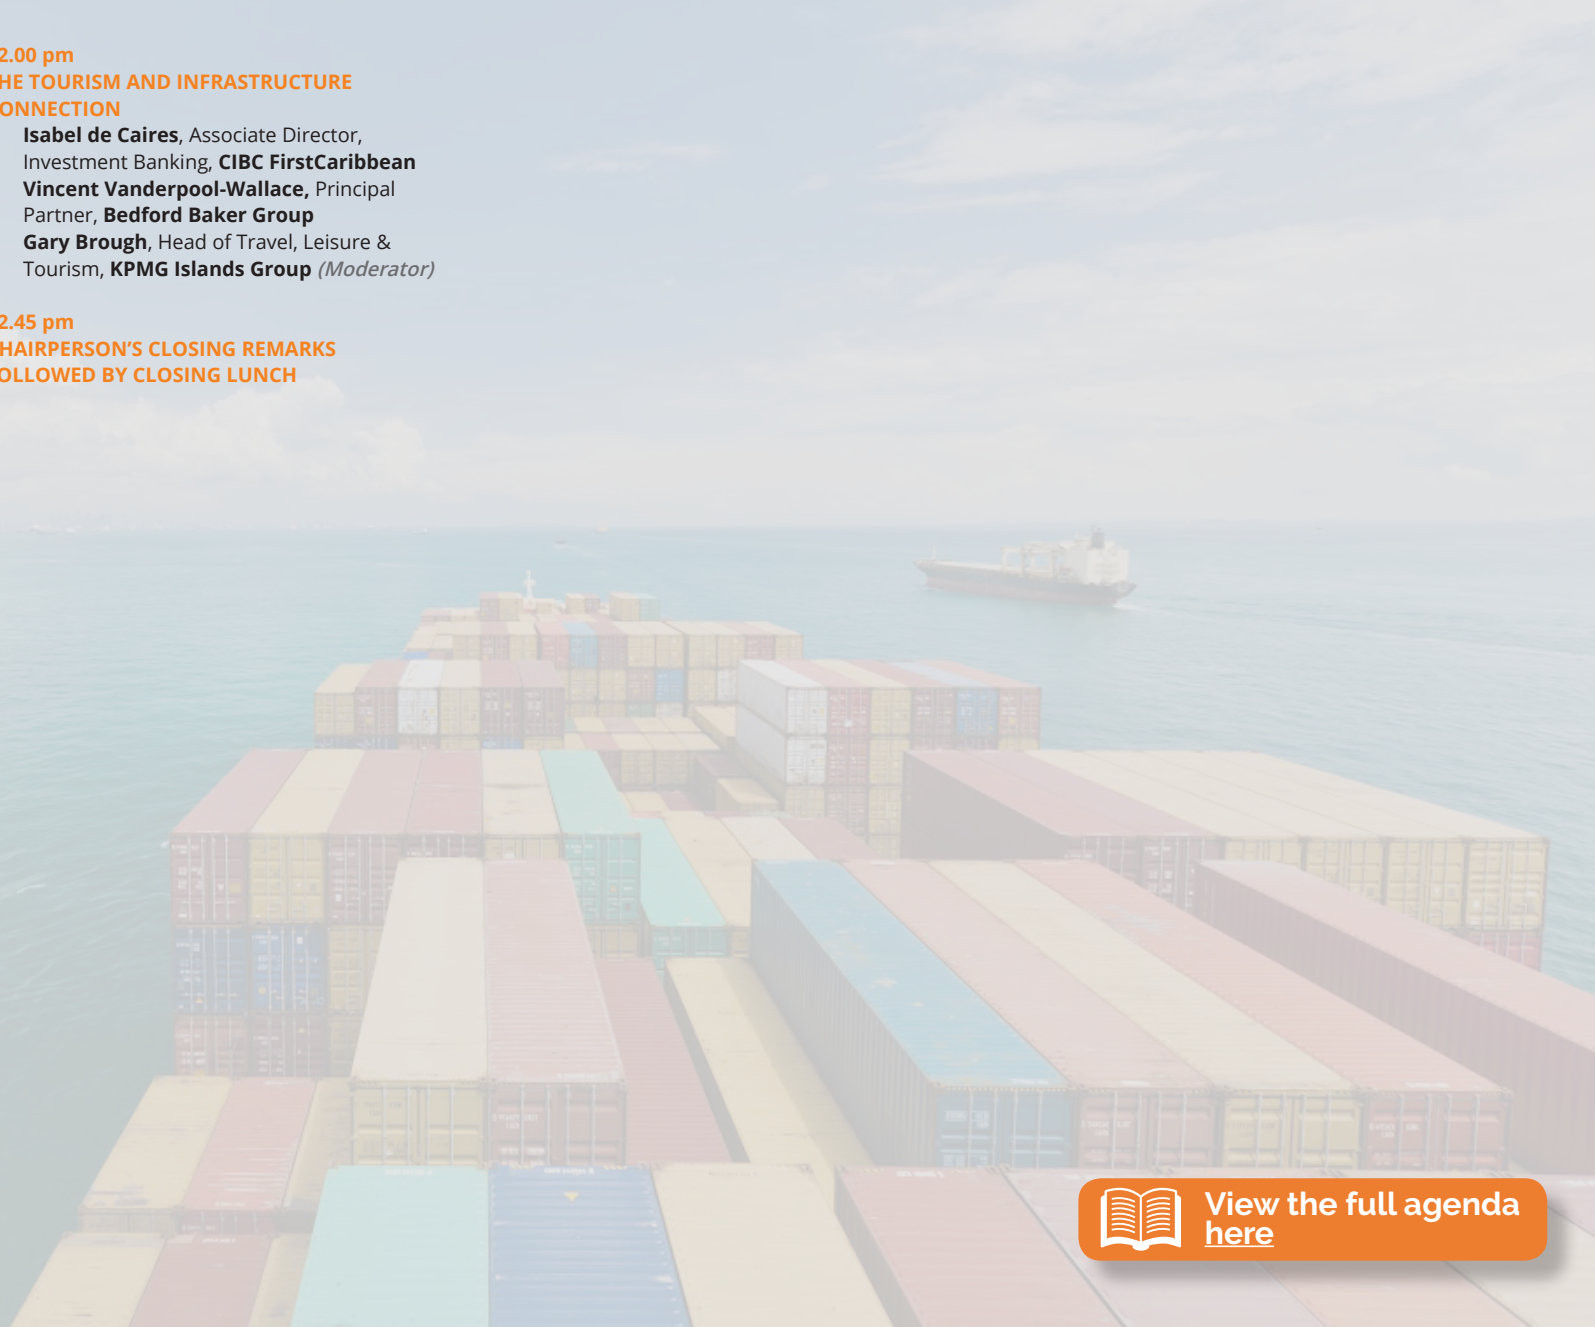 2.00 pm
HE TOURISM AND INFRASTRUCTURE
ONNECTION
Isabel de Caires, Associate Director,
Investment Banking, CIBC FirstCaribbean
Vincent Vanderpool-Wallace, Principal
Partner, Bedford Baker Group
Gary Brough, Head of Travel, Leisure &
Tourism, KPMG Islands Group (Moderator)
2.45 pm
HAIRPERSON’S CLOSING REMARKS
OLLOWED BY CLOSING LUNCH
View the full agenda
here